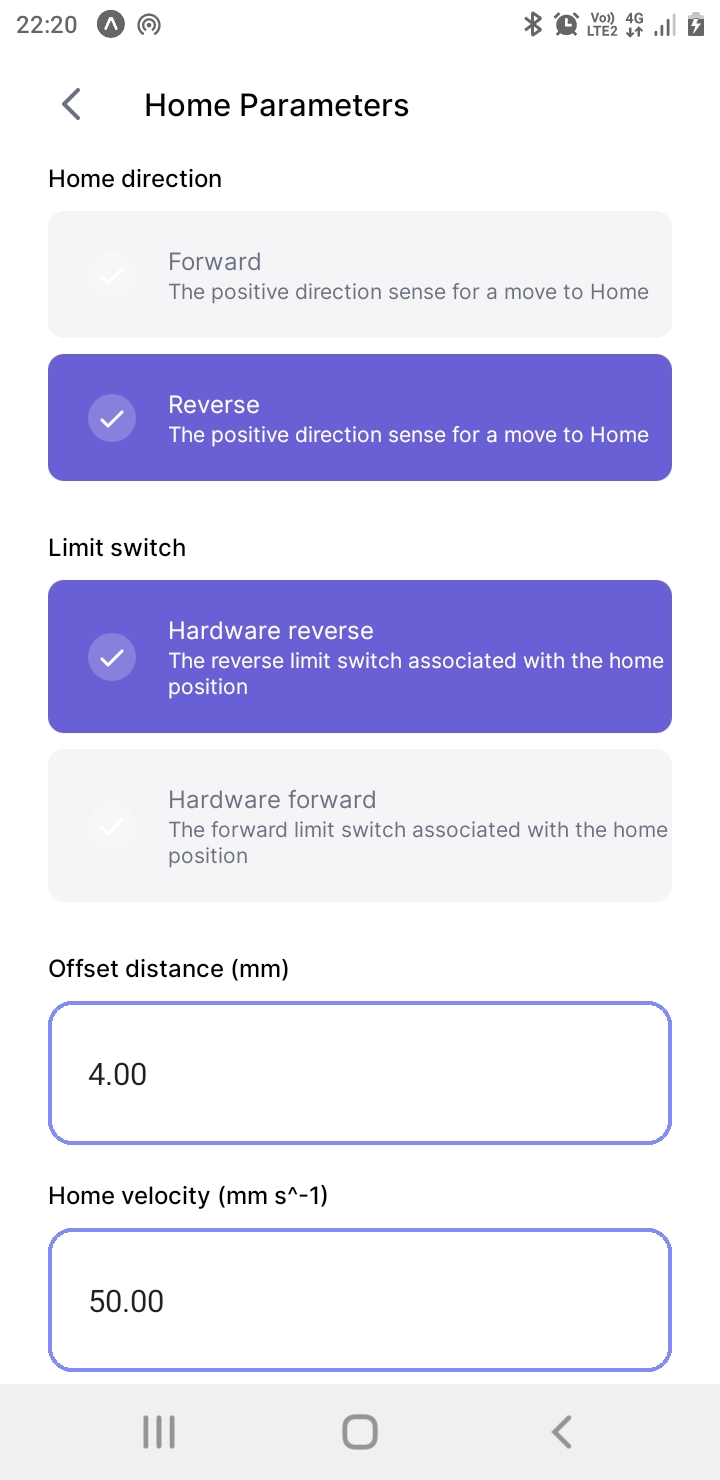 22:20
Vo)) 4G
LTE2
Home Parameters
Home direction
Forward
The positive direction sense for a move to Home
Reverse
The positive direction sense for a move to Home
Limit switch
Hardware reverse
The reverse limit switch associated with the home
position
Hardware forward
The forward limit switch associated with the home
position
Offset distance (mm)
4.00
Home velocity (mm s^-1)
50.00